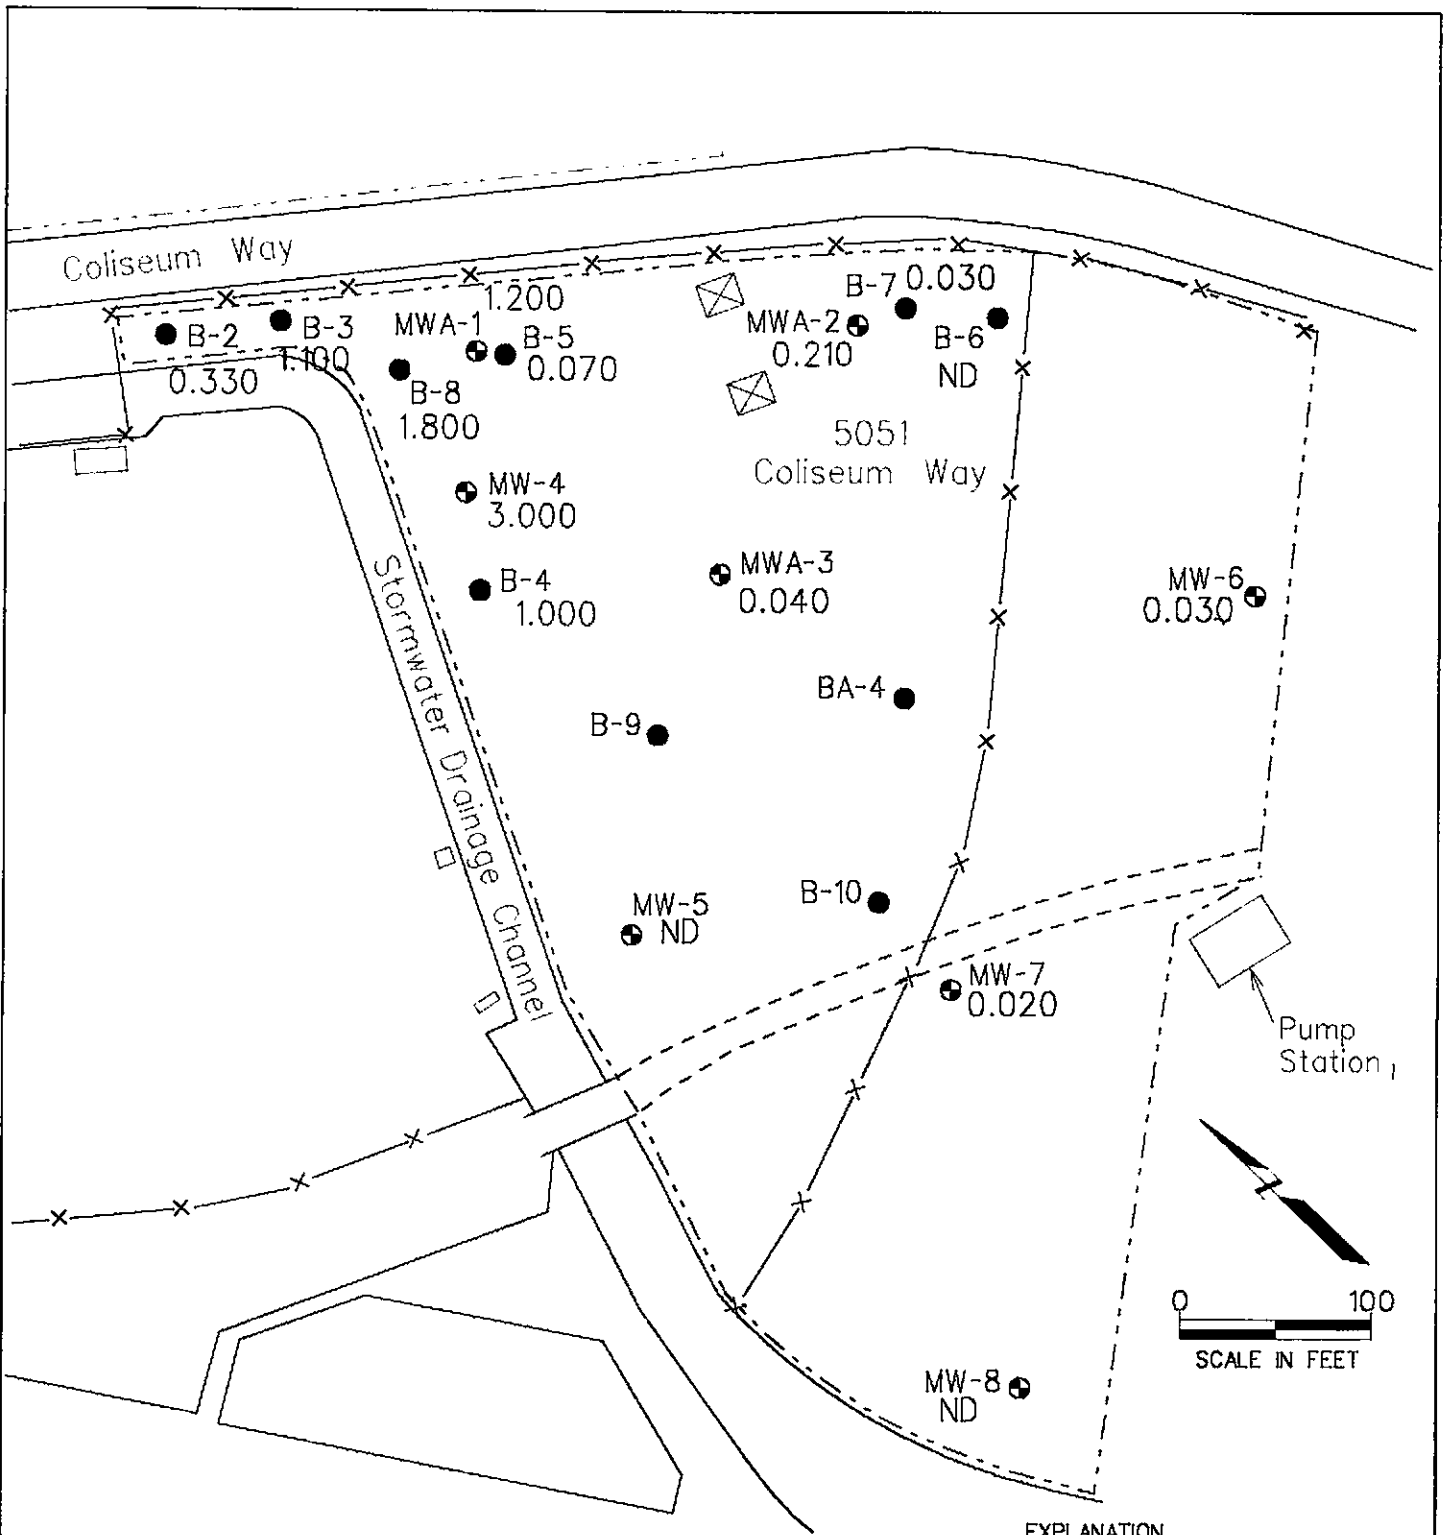 Coliseum Way
1.200
B-7 0.030
B-2
B-3
MWA-1
B-5
MWA-2
B-6
0.330
1.100
B-8
0.070
0.210
ND
1.800
5051
Coliseum Way
MW-4
3.000
Stormwater Drainage Channel
B-4
1.000
MWA-3
0.040
MW-6
0.030
BA-4
B-9
B-10
MW-5
ND
MW-7
0.020
Pump
Station
0 100
SCALE IN FEET
MW-8
ND
EXPLANATION